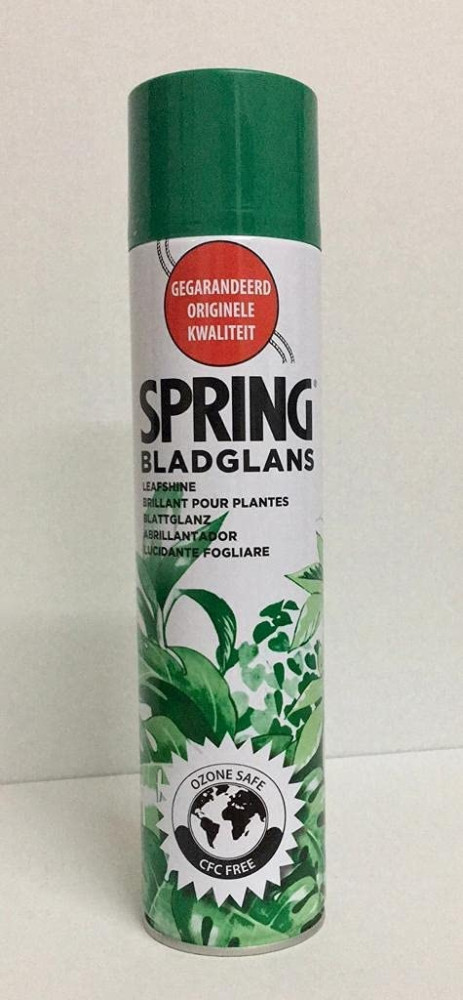 GEGARANDEERD
ORIGINELE
KWALITEIT
SPRING®
BLADGLANS
LEAFSHINE
BRILLANT POUR PLANTES
BLATTGLANZ
ABRILLANTADOR
LUCIDANTE FOGLIARE
OZONE SAFE
CFC FREE